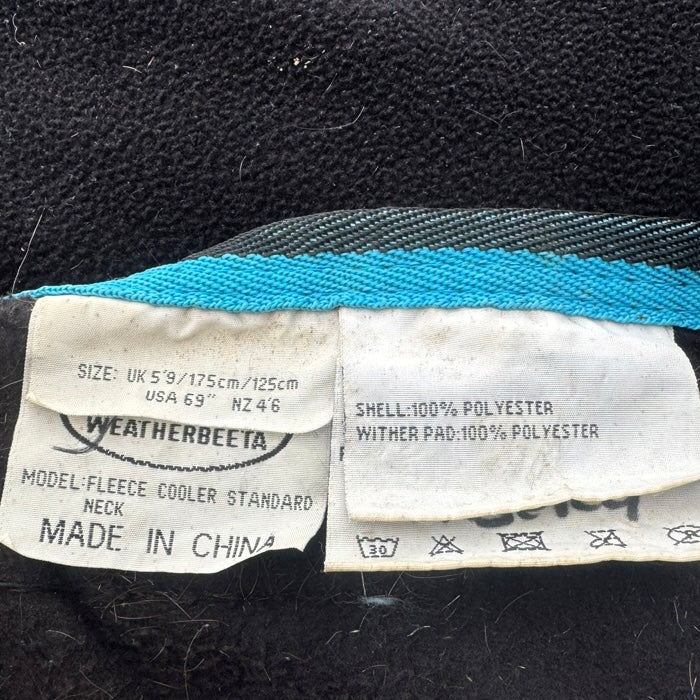 SIZE: UK 5'9/175cm/125cm
USA 69" NZ 4'6
WEATHERBEETA
MODEL:FLEECE COOLER STANDARD
NECK
MADE IN CHINA
SHELL:100% POLYESTER
WITHER PAD:100% POLYESTER
30